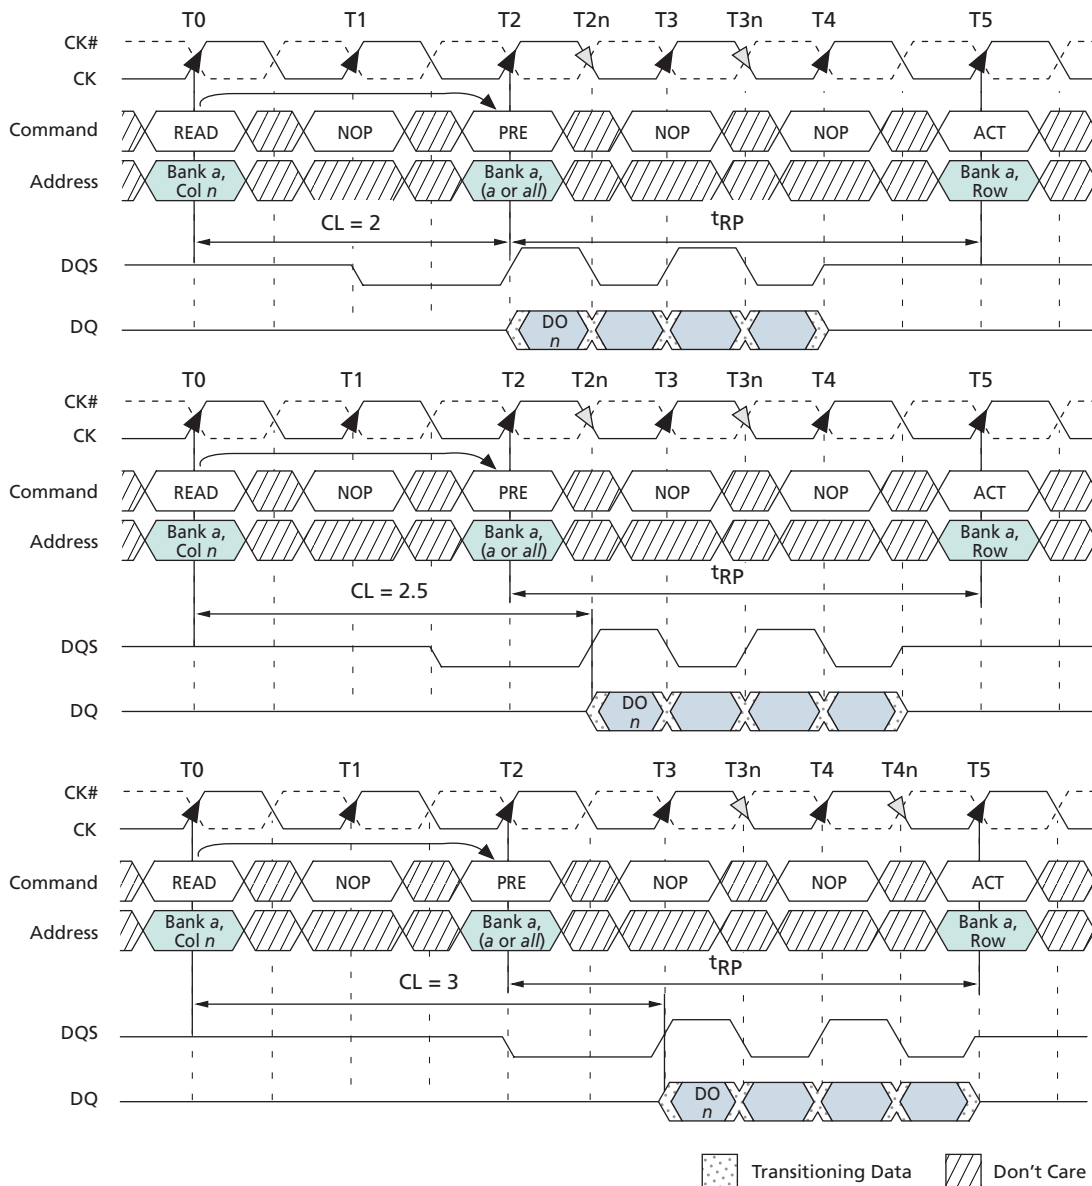 T0 T1 T2 T2n T3 T3n T4 T5
CK#
CK
Command READ NOP PRE NOP NOP ACT
Address Bank a, Col n Bank a, (a or all) Bank a, Row
CL = 2 tRP
DQS
DQ DO n
T0 T1 T2 T2n T3 T3n T4 T5
CK#
CK
Command READ NOP PRE NOP NOP ACT
Address Bank a, Col n Bank a, (a or all) Bank a, Row
CL = 2.5 tRP
DQS
DQ DO n
T0 T1 T2 T3 T3n T4 T4n T5
CK#
CK
Command READ NOP PRE NOP NOP ACT
Address Bank a, Col n Bank a, (a or all) Bank a, Row
CL = 3 tRP
DQS
DQ DO n
Transitioning Data Don't Care